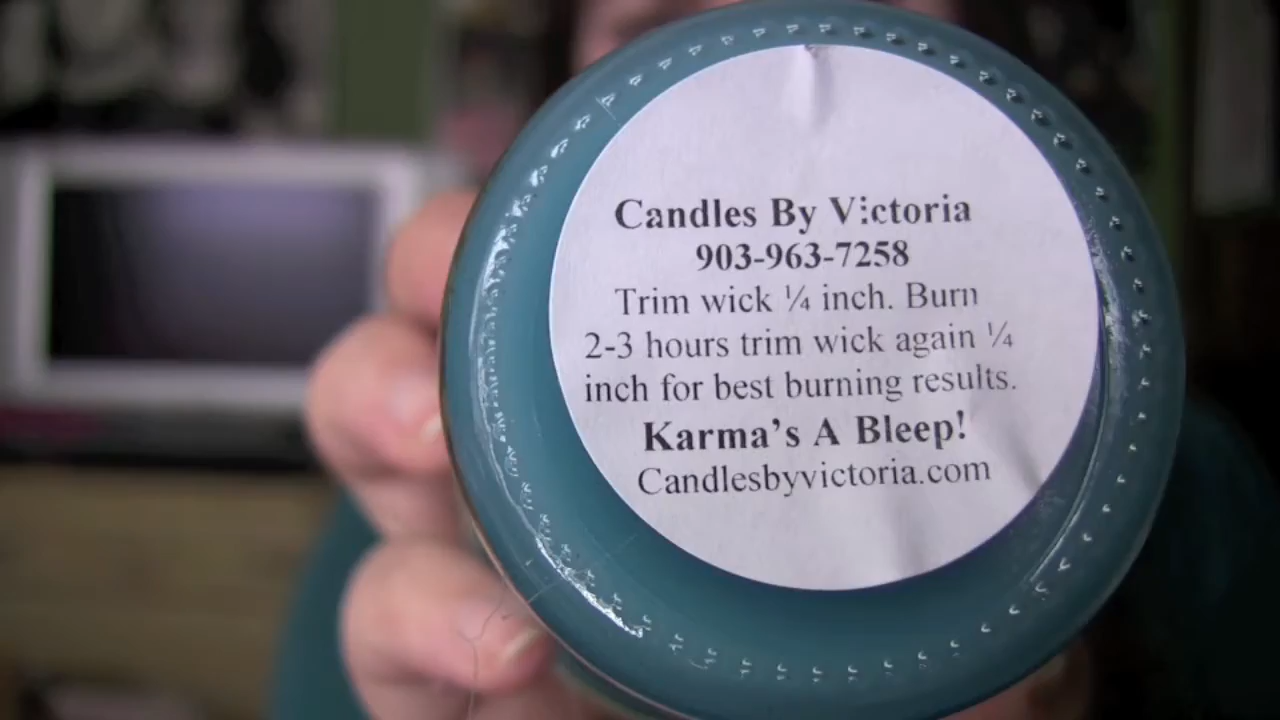 Candles By Victoria
903-963-7258
Trim wick ¼ inch. Burn
2-3 hours trim wick again ¼
inch for best burning results.
Karma's A Bleep!
Candlesbyvictoria.com